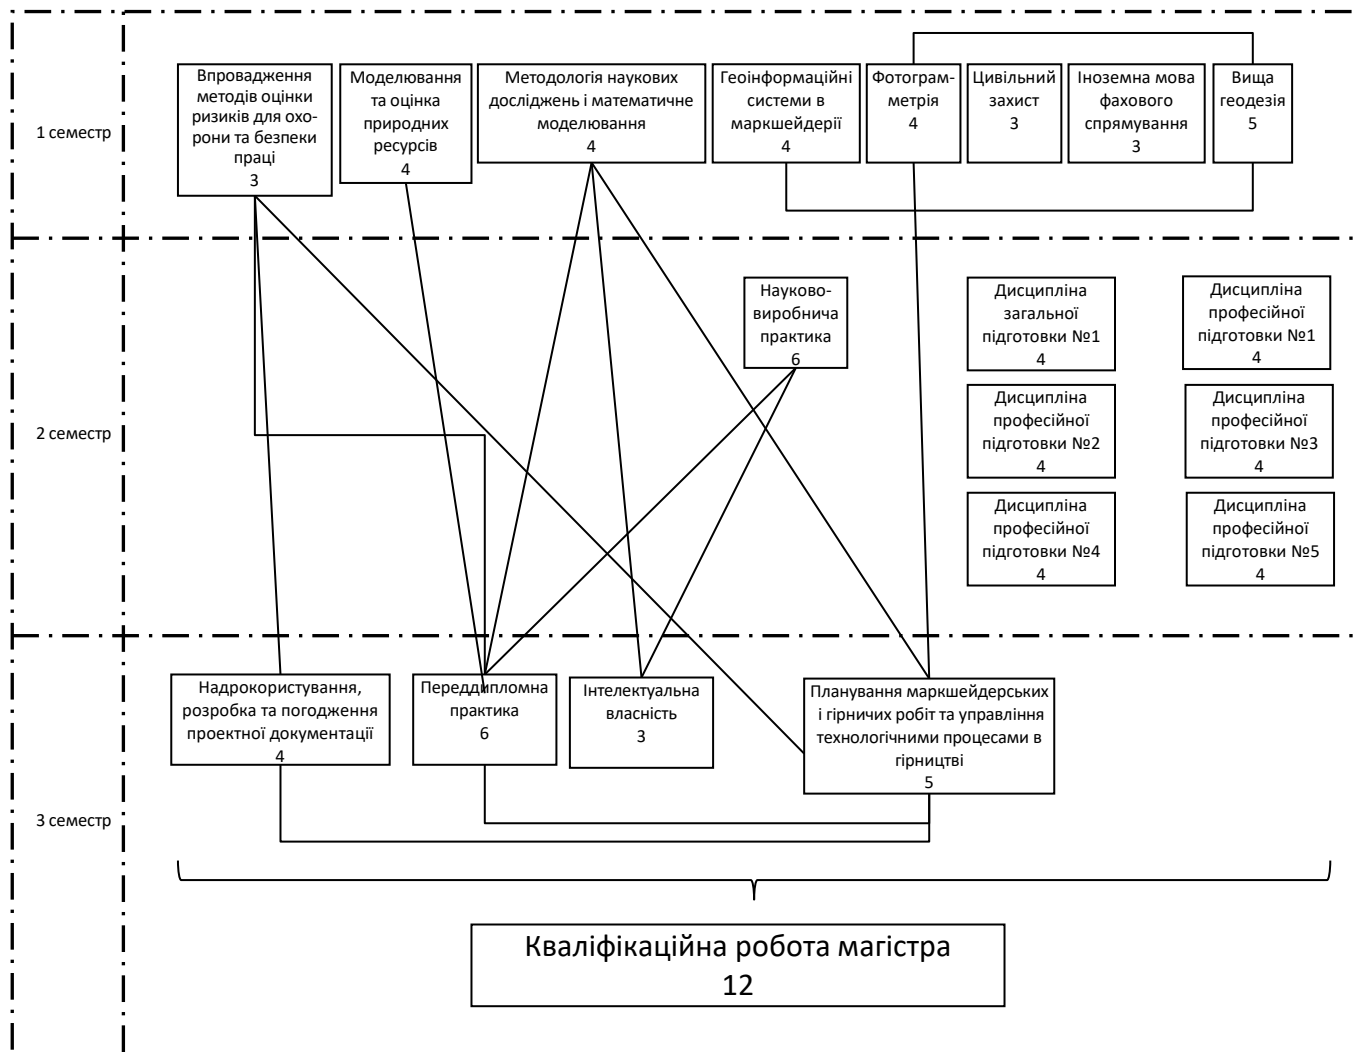 1 семестр
Впровадження
методів оцінки
ризиків для охо-
рони та безпеки
праці
3
Моделювання
та оцінка
природних
ресурсів
4
Методологія наукових
досліджень і математичне
моделювання
4
Геоінформаційні
системи в
маркшейдерії
4
Фотограм-
метрія
4
Цивільний
захист
3
Іноземна мова
фахового
спрямування
3
Вища
геодезія
5
2 семестр
Науково-
виробнича
практика
6
Дисципліна
загальної
підготовки №1
4
Дисципліна
професійної
підготовки №1
4
Дисципліна
професійної
підготовки №2
4
Дисципліна
професійної
підготовки №3
4
Дисципліна
професійної
підготовки №4
4
Дисципліна
професійної
підготовки №5
4
3 семестр
Надрокористування,
розробка та погодження
проектної документації
4
Переддипломна
практика
6
Інтелектуальна
власність
3
Планування маркшейдерських
і гірничих робіт та управління
технологічними процесами в
гірництві
5
Кваліфікаційна робота магістра
12